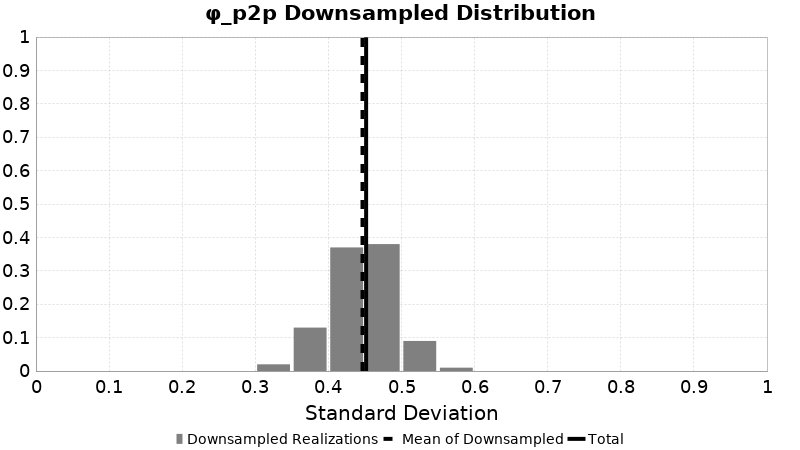 φ_p2p Downsampled Distribution
1
0.9
0.8
0.7
0.6
0.5
0.4
0.3
0.2
0.1
0
0 0.1 0.2 0.3 0.4 0.5 0.6 0.7 0.8 0.9 1
Standard Deviation
Downsampled Realizations Mean of Downsampled Total